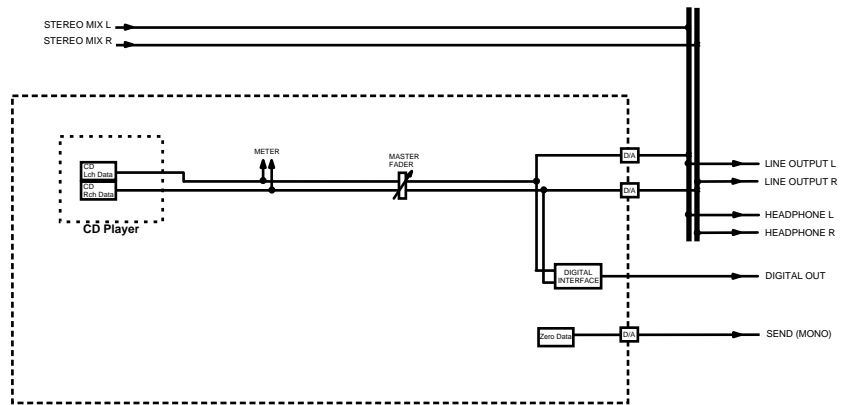 STEREO MIX L
STEREO MIX R
CD
Lch Data
CD
Rch Data
CD Player
METER
MASTER
FADER
D/A
D/A
LINE OUTPUT L
LINE OUTPUT R
HEADPHONE L
HEADPHONE R
DIGITAL
INTERFACE
DIGITAL OUT
Zero Data
D/A
SEND (MONO)